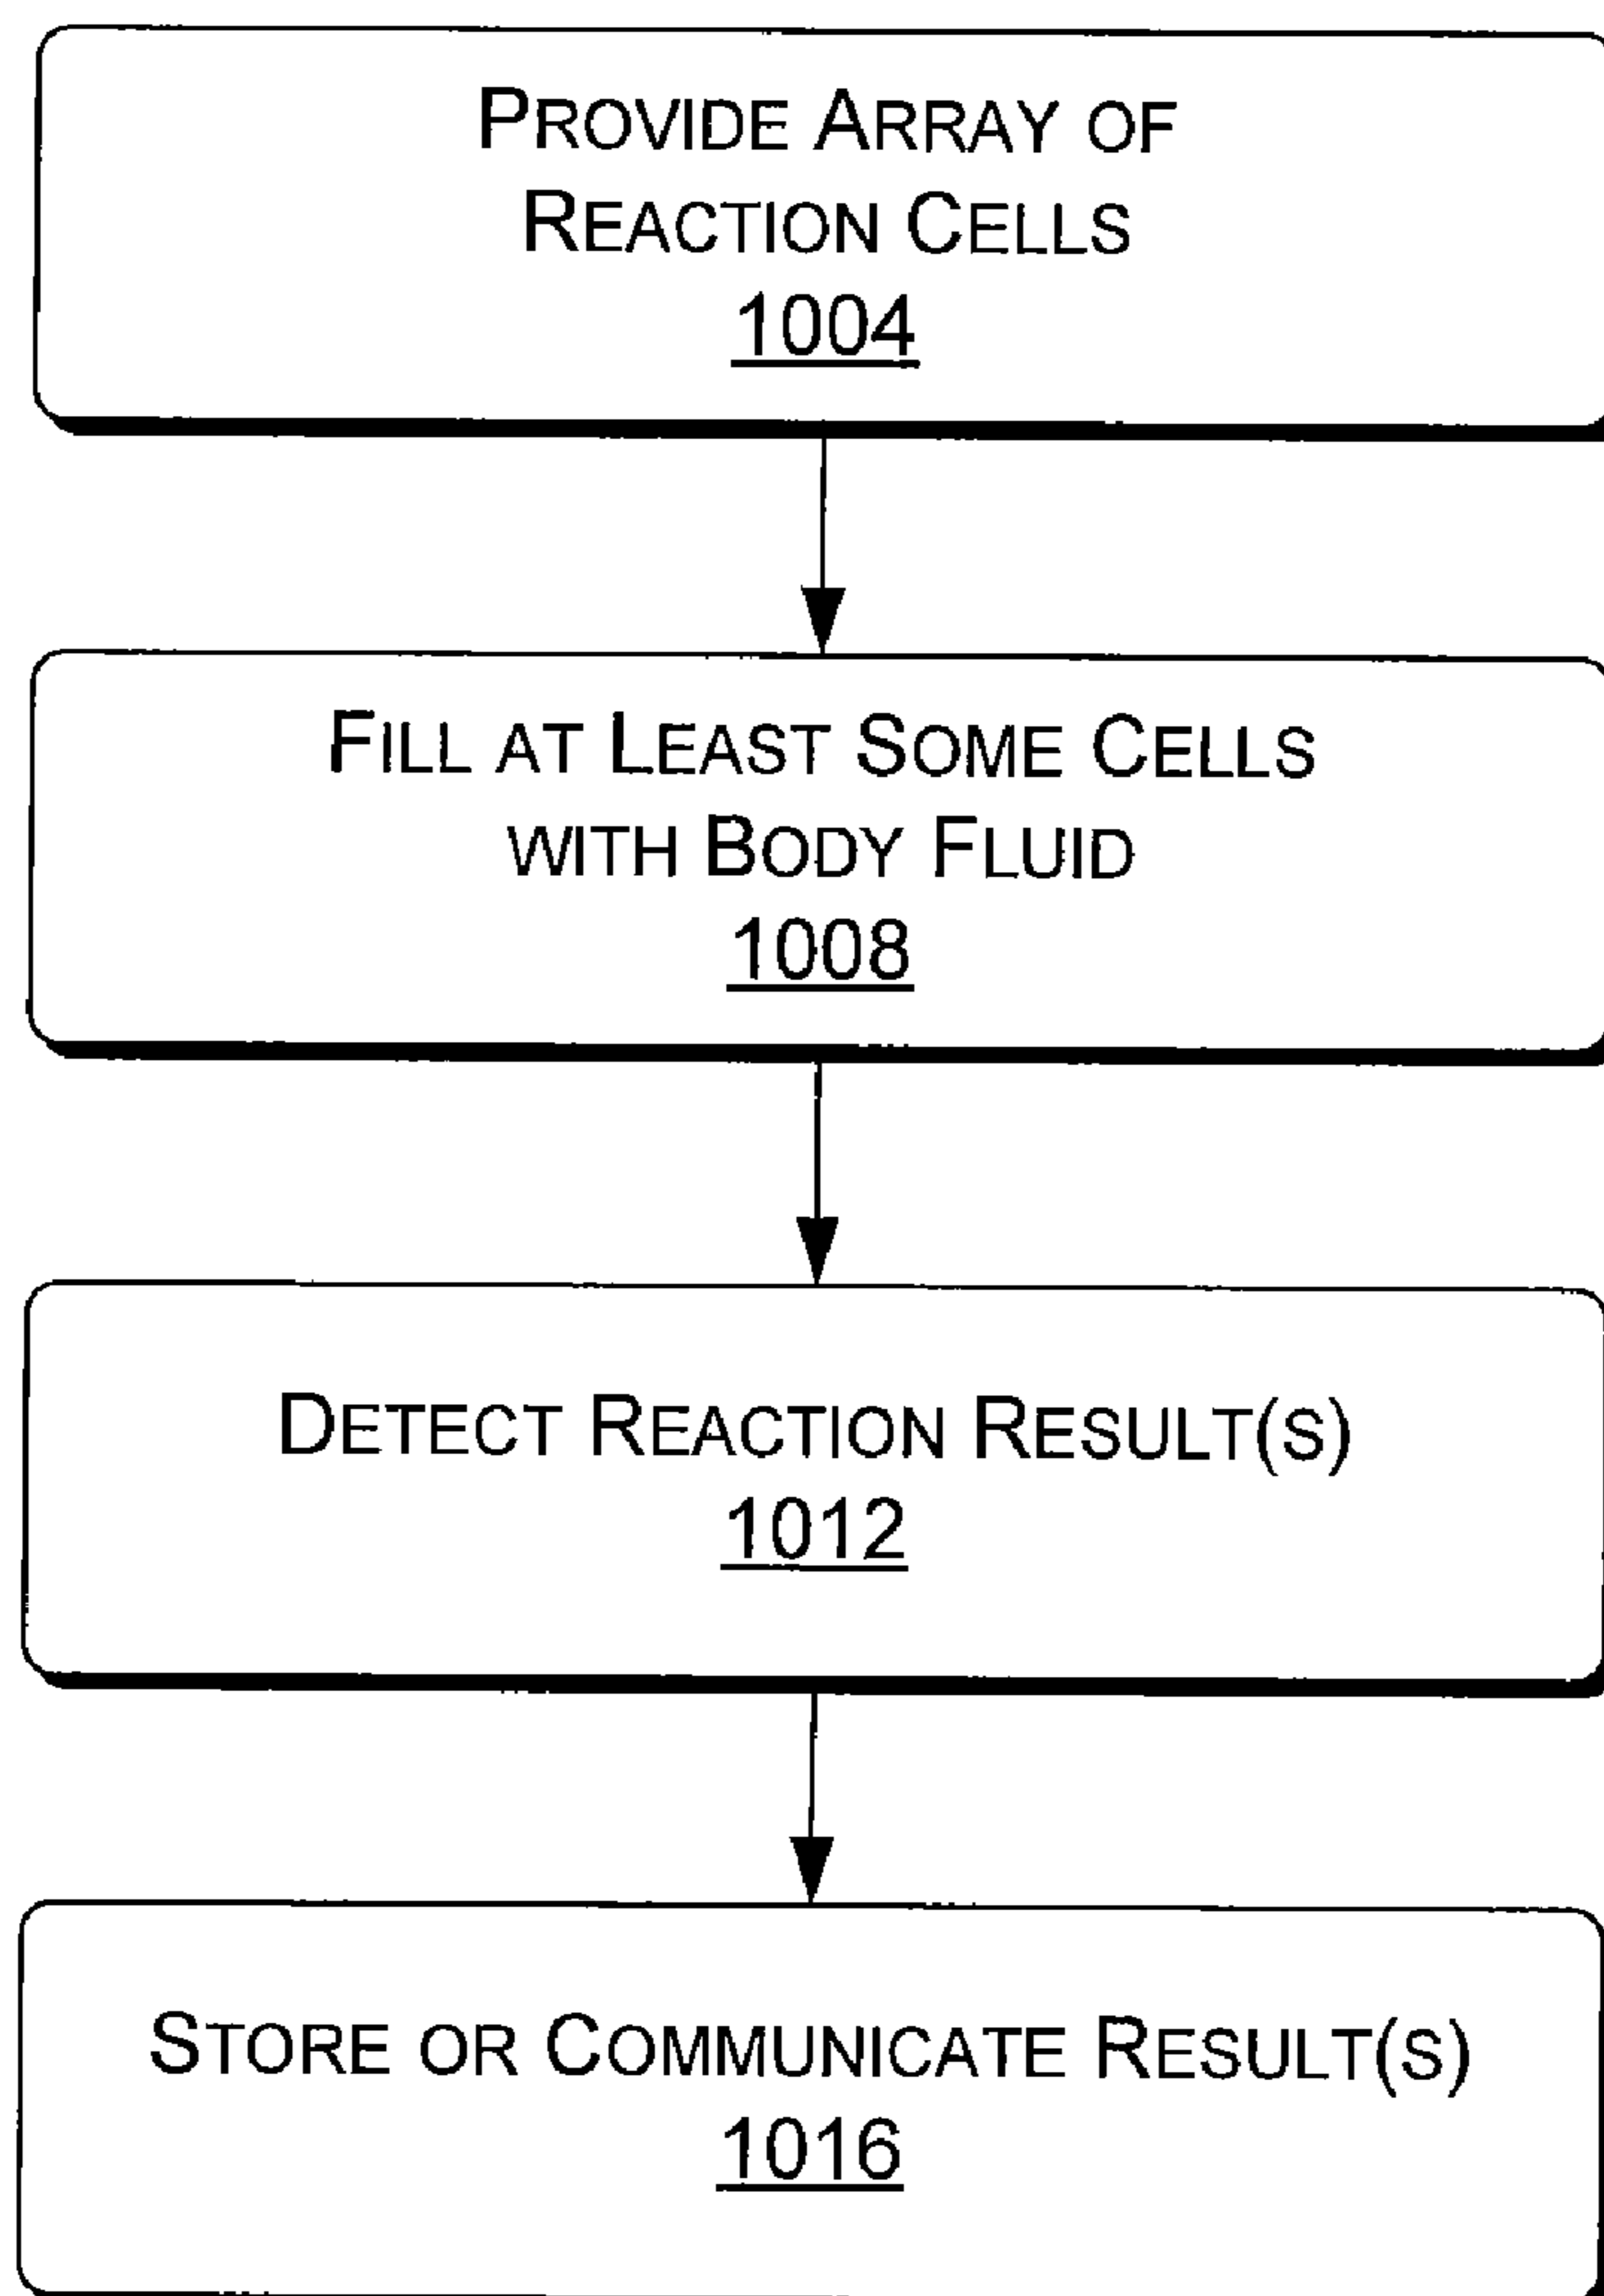 PROVIDE ARRAY OF
REACTION CELLS
1004
FILL AT LEAST SOME CELLS
WITH BODY FLUID
1008
DETECT REACTION RESULT(S)
1012
STORE OR COMMUNICATE RESULT(S)
1016